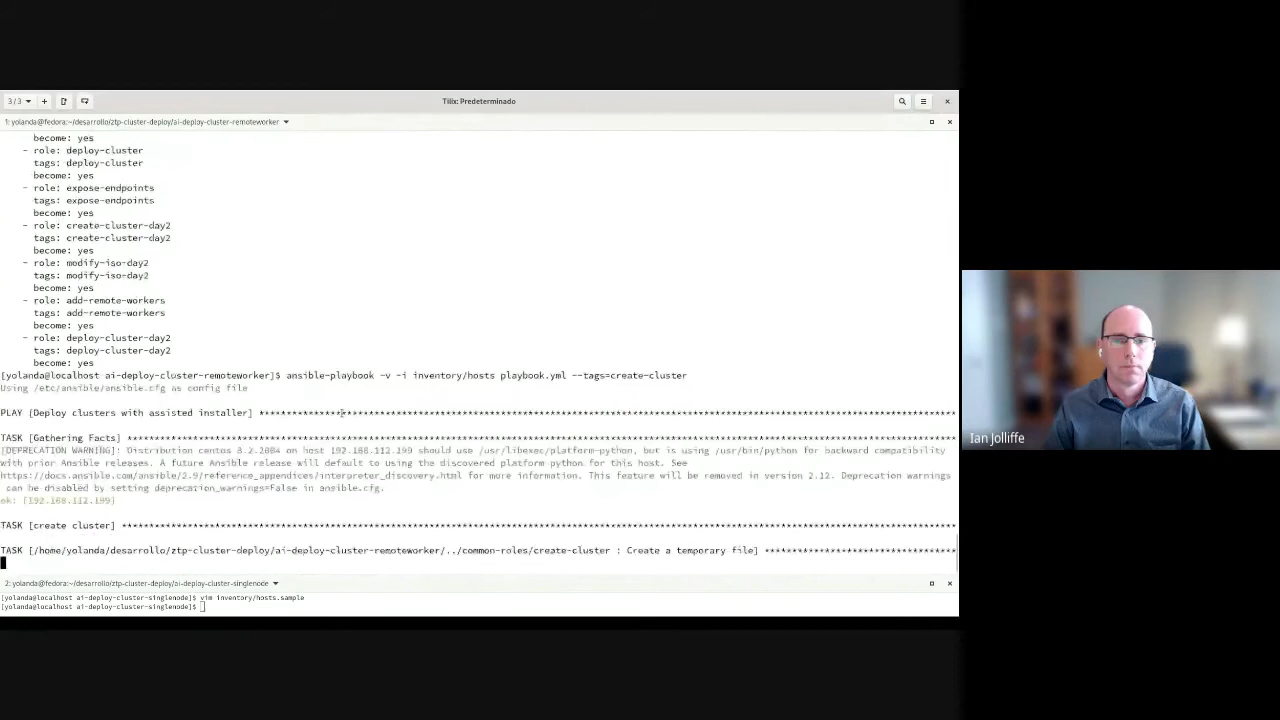 3/3
Tilix: Predeterminado
1: yolanda@fedora:~/desarrollo/ztp-cluster-deploy/ai-deploy-cluster-remoteworker
become: yes
- role: deploy-cluster
tags: deploy-cluster
become: yes
- role: expose-endpoints
tags: expose-endpoints
become: yes
- role: create-cluster-day2
tags: create-cluster-day2
become: yes
- role: modify-iso-day2
tags: modify-iso-day2
become: yes
- role: add-remote-workers
tags: add-remote-workers
become: yes
- role: deploy-cluster-day2
tags: deploy-cluster-day2
become: yes
[yolanda@localhost ai-deploy-cluster-remoteworker]$ ansible-playbook -v -i inventory/hosts playbook.yml --tags=create-cluster
Using /etc/ansible/ansible.cfg as config file
PLAY [Deploy clusters with assisted installer] ****
TASK [Gathering Facts] ****
[DEPRECATION WARNING]: Distribution centos 8.2.2004 on host 192.168.112.199 should use /usr/libexec/platform-python, but is using /usr/bin/python for backward compatibility
with prior Ansible releases. A future Ansible release will default to using the discovered platform python for this host. See
https://docs.ansible.com/ansible/2.9/reference_appendices/interpreter_discovery.html for more information. This feature will be removed in version 2.12. Deprecation warnings
can be disabled by setting deprecation_warnings=False in ansible.cfg.
ok: [192.168.112.199]
TASK [create cluster] ****
TASK [/home/yolanda/desarrollo/ztp-cluster-deploy/ai-deploy-cluster-remoteworker/../common-roles/create-cluster : Create a temporary file] ****
2: yolanda@fedora:~/desarrollo/ztp-cluster-deploy/ai-deploy-cluster-singlenode
[yolanda@localhost ai-deploy-cluster-singlenode]$ vim inventory/hosts.sample
[yolanda@localhost ai-deploy-cluster-singlenode]$
Ian Jolliffe